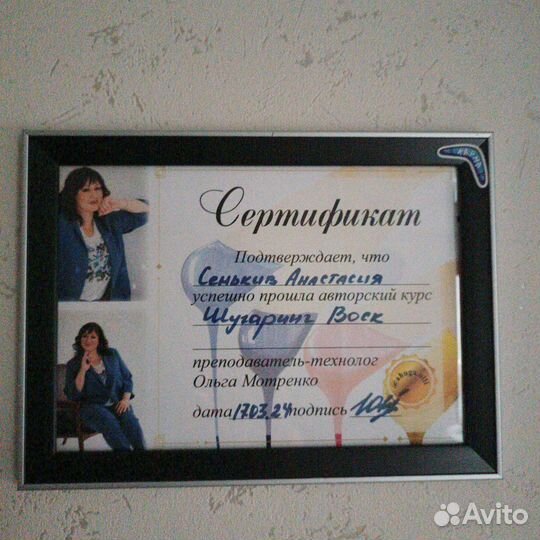 КАРМА
Сертификат
Подтверждает, что
Сенькив Анастасия
успешно прошла авторский курс
Шугаринг Воск
преподаватель-технолог
Ольга Мотренко
дата 17.03.24 подпись
Avito